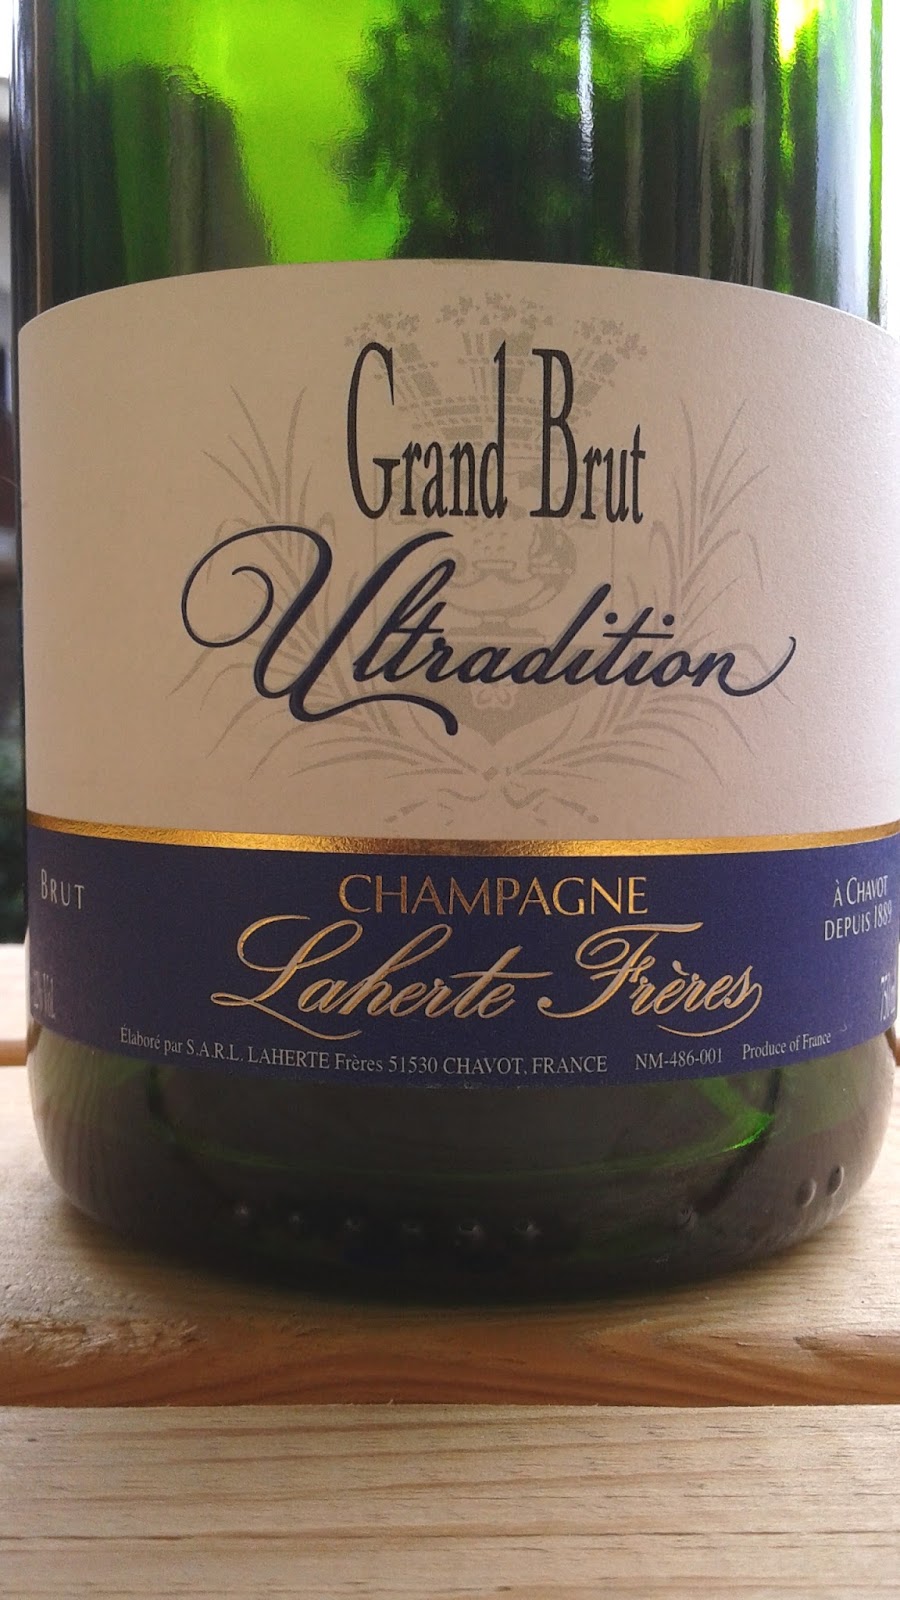 Grand Brut
Ultradition
BRUT
CHAMPAGNE
Laherte Frères
À CHAVOT
DEPUIS 1889
Élaboré par S.A.R.L. LAHERTE Frères 51530 CHAVOT, FRANCE NM-486-001 Produce of France